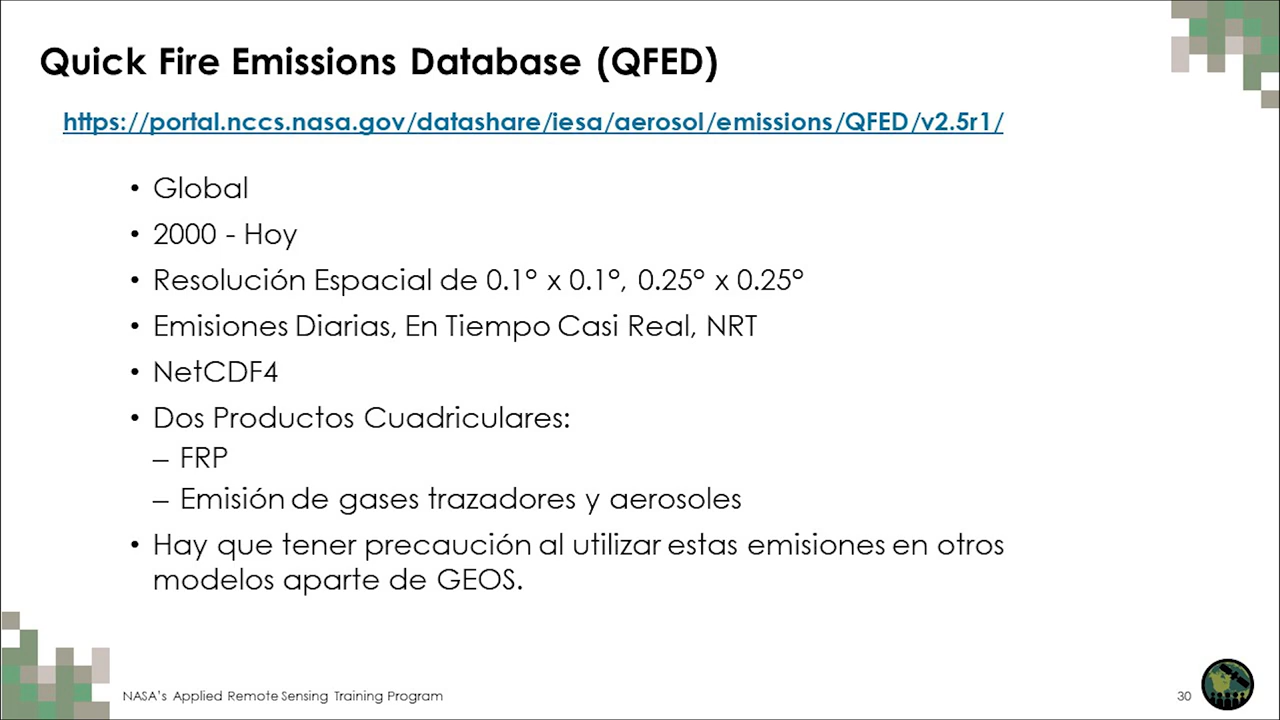 Quick Fire Emissions Database (QFED)
https://portal.nccs.nasa.gov/datashare/iesa/aerosol/emissions/QFED/v2.5r1/
• Global
• 2000 - Hoy
• Resolución Espacial de 0.1° x 0.1°, 0.25° x 0.25°
• Emisiones Diarias, En Tiempo Casi Real, NRT
• NetCDF4
• Dos Productos Cuadriculares:
– FRP
– Emisión de gases trazadores y aerosoles
• Hay que tener precaución al utilizar estas emisiones en otros
modelos aparte de GEOS.
NASA's Applied Remote Sensing Training Program
30